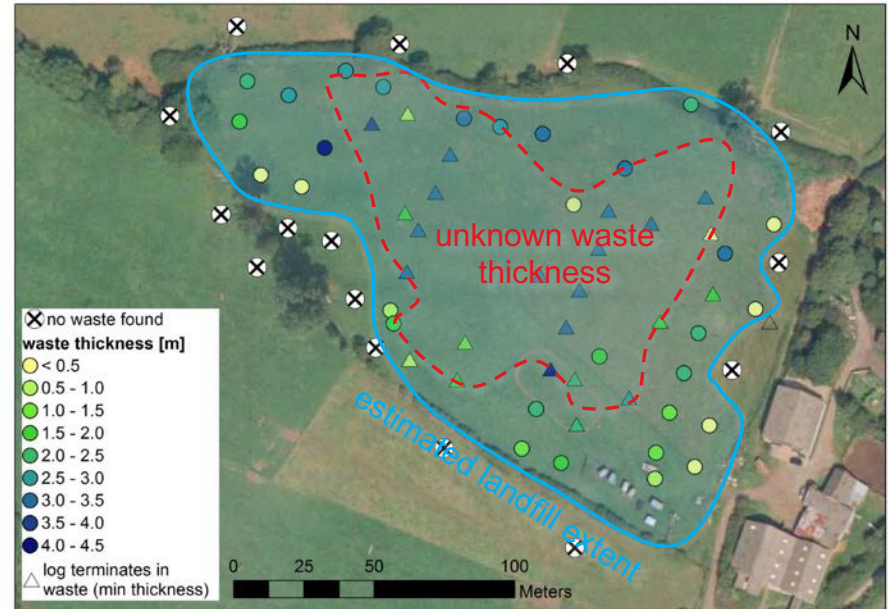 N
unknown waste
thickness
estimated landfill extent
no waste found
waste thickness [m]
< 0.5
0.5 - 1.0
1.0 - 1.5
1.5 - 2.0
2.0 - 2.5
2.5 - 3.0
3.0 - 3.5
3.5 - 4.0
4.0 - 4.5
log terminates in
waste (min thickness)
0 25 50 100
Meters